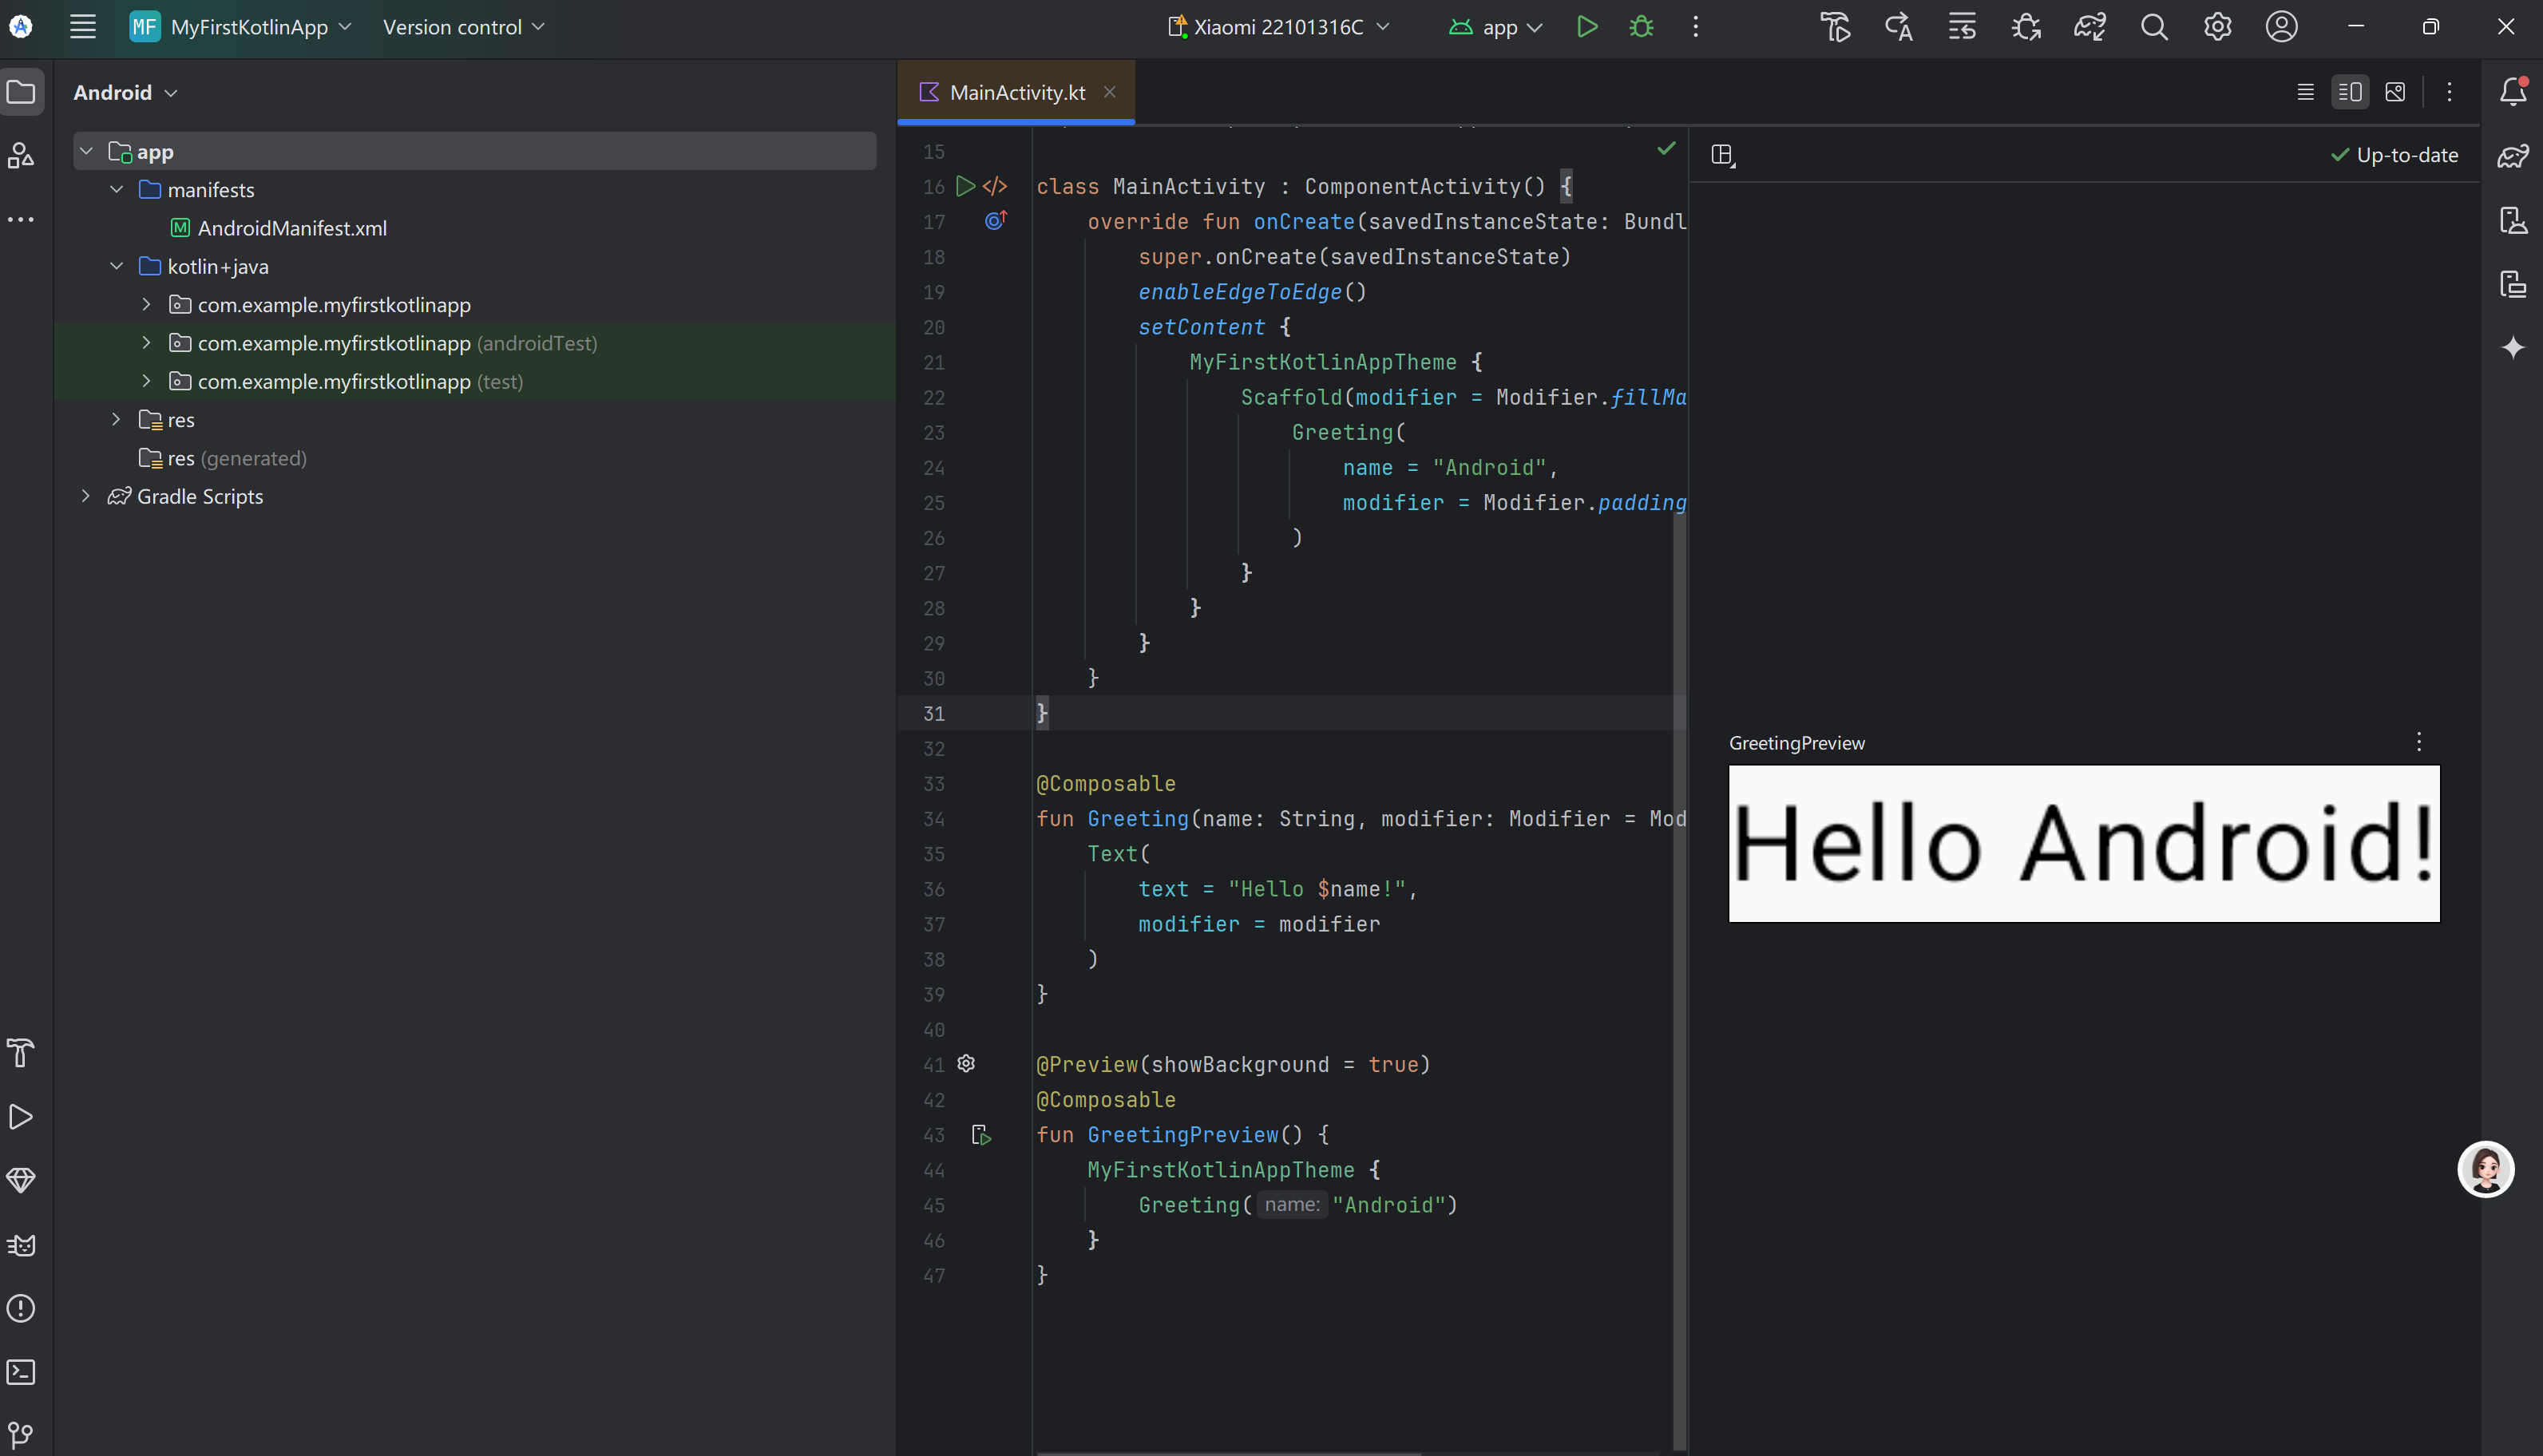 MF MyFirstKotlinApp Version control Xiaomi 22101316C app
Android
app
manifests
AndroidManifest.xml
kotlin+java
com.example.myfirstkotlinapp
com.example.myfirstkotlinapp (androidTest)
com.example.myfirstkotlinapp (test)
res
res (generated)
Gradle Scripts
MainActivity.kt
15
16 class MainActivity : ComponentActivity() {
17 override fun onCreate(savedInstanceState: Bundl
18 super.onCreate(savedInstanceState)
19 enableEdgeToEdge()
20 setContent {
21 MyFirstKotlinAppTheme {
22 Scaffold(modifier = Modifier.fillMa
23 Greeting(
24 name = "Android",
25 modifier = Modifier.padding
26 )
27 }
28 }
29 }
30 }
31 }
32
33 @Composable
34 fun Greeting(name: String, modifier: Modifier = Mod
35 Text(
36 text = "Hello $name!",
37 modifier = modifier
38 )
39 }
40
41 @Preview(showBackground = true)
42 @Composable
43 fun GreetingPreview() {
44 MyFirstKotlinAppTheme {
45 Greeting( name: "Android")
46 }
47 }
Up-to-date
GreetingPreview
Hello Android!